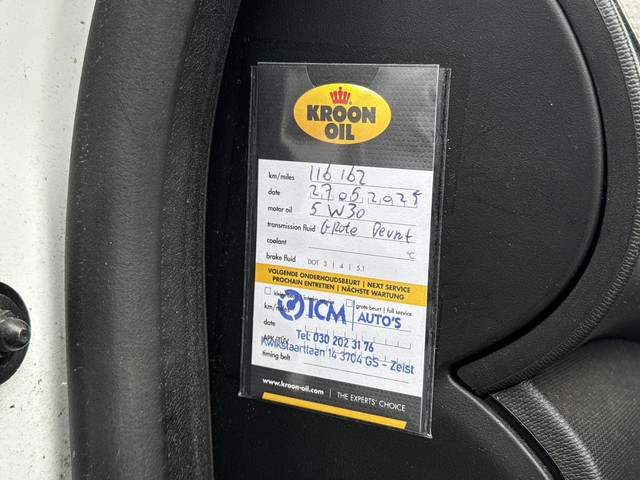 KROON
OIL
km/miles 116 162
date 27 05 2025
motor oil 5 W30
transmission fluid Grote Beurt
coolant °C
brake fluid DOT 3 | 4 | 5.1
VOLGENDE ONDERHOUDSBEURT | NEXT SERVICE
PROCHAIN ENTRETIEN | NÄCHSTE WARTUNG
grote beurt | full service
km/
ICM AUTO'S
date
Tel: 030 202 31 76
Kwikstaartlaan 14 3704 GS - Zeist
timing belt
www.kroon-oil.com | THE EXPERTS' CHOICE